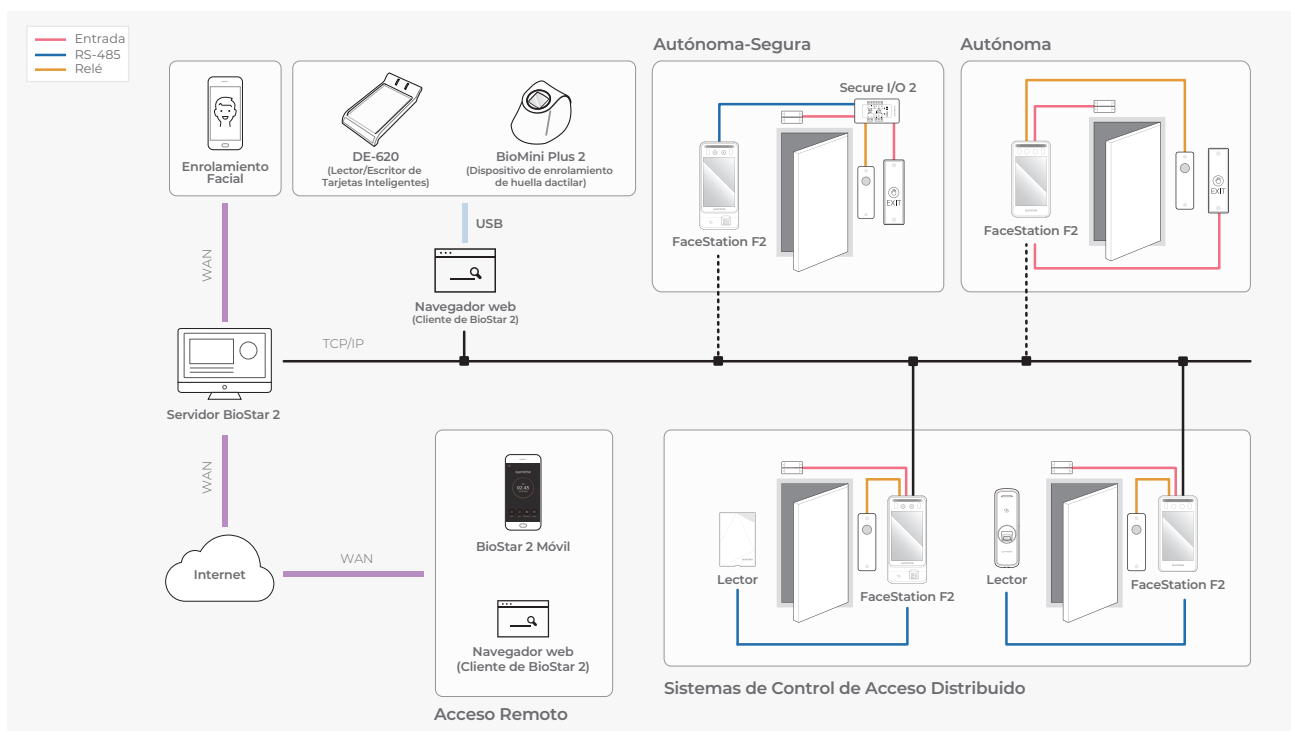 Entrada
RS-485
Relé
Enrolamiento
Facial
DE-620
(Lector/Escritor de
Tarjetas Inteligentes)
BioMini Plus 2
(Dispositivo de enrolamiento
de huella dactilar)
Autónoma-Segura
Secure I/O 2
EXIT
FaceStation F2
Autónoma
EXIT
FaceStation F2
WAN
USB
Navegador web
(Cliente de BioStar 2)
TCP/IP
Servidor BioStar 2
WAN
Internet
WAN
02:45
BioStar 2 Móvil
Navegador web
(Cliente de BioStar 2)
Acceso Remoto
Lector
FaceStation F2
Lector
FaceStation F2
Sistemas de Control de Acceso Distribuido